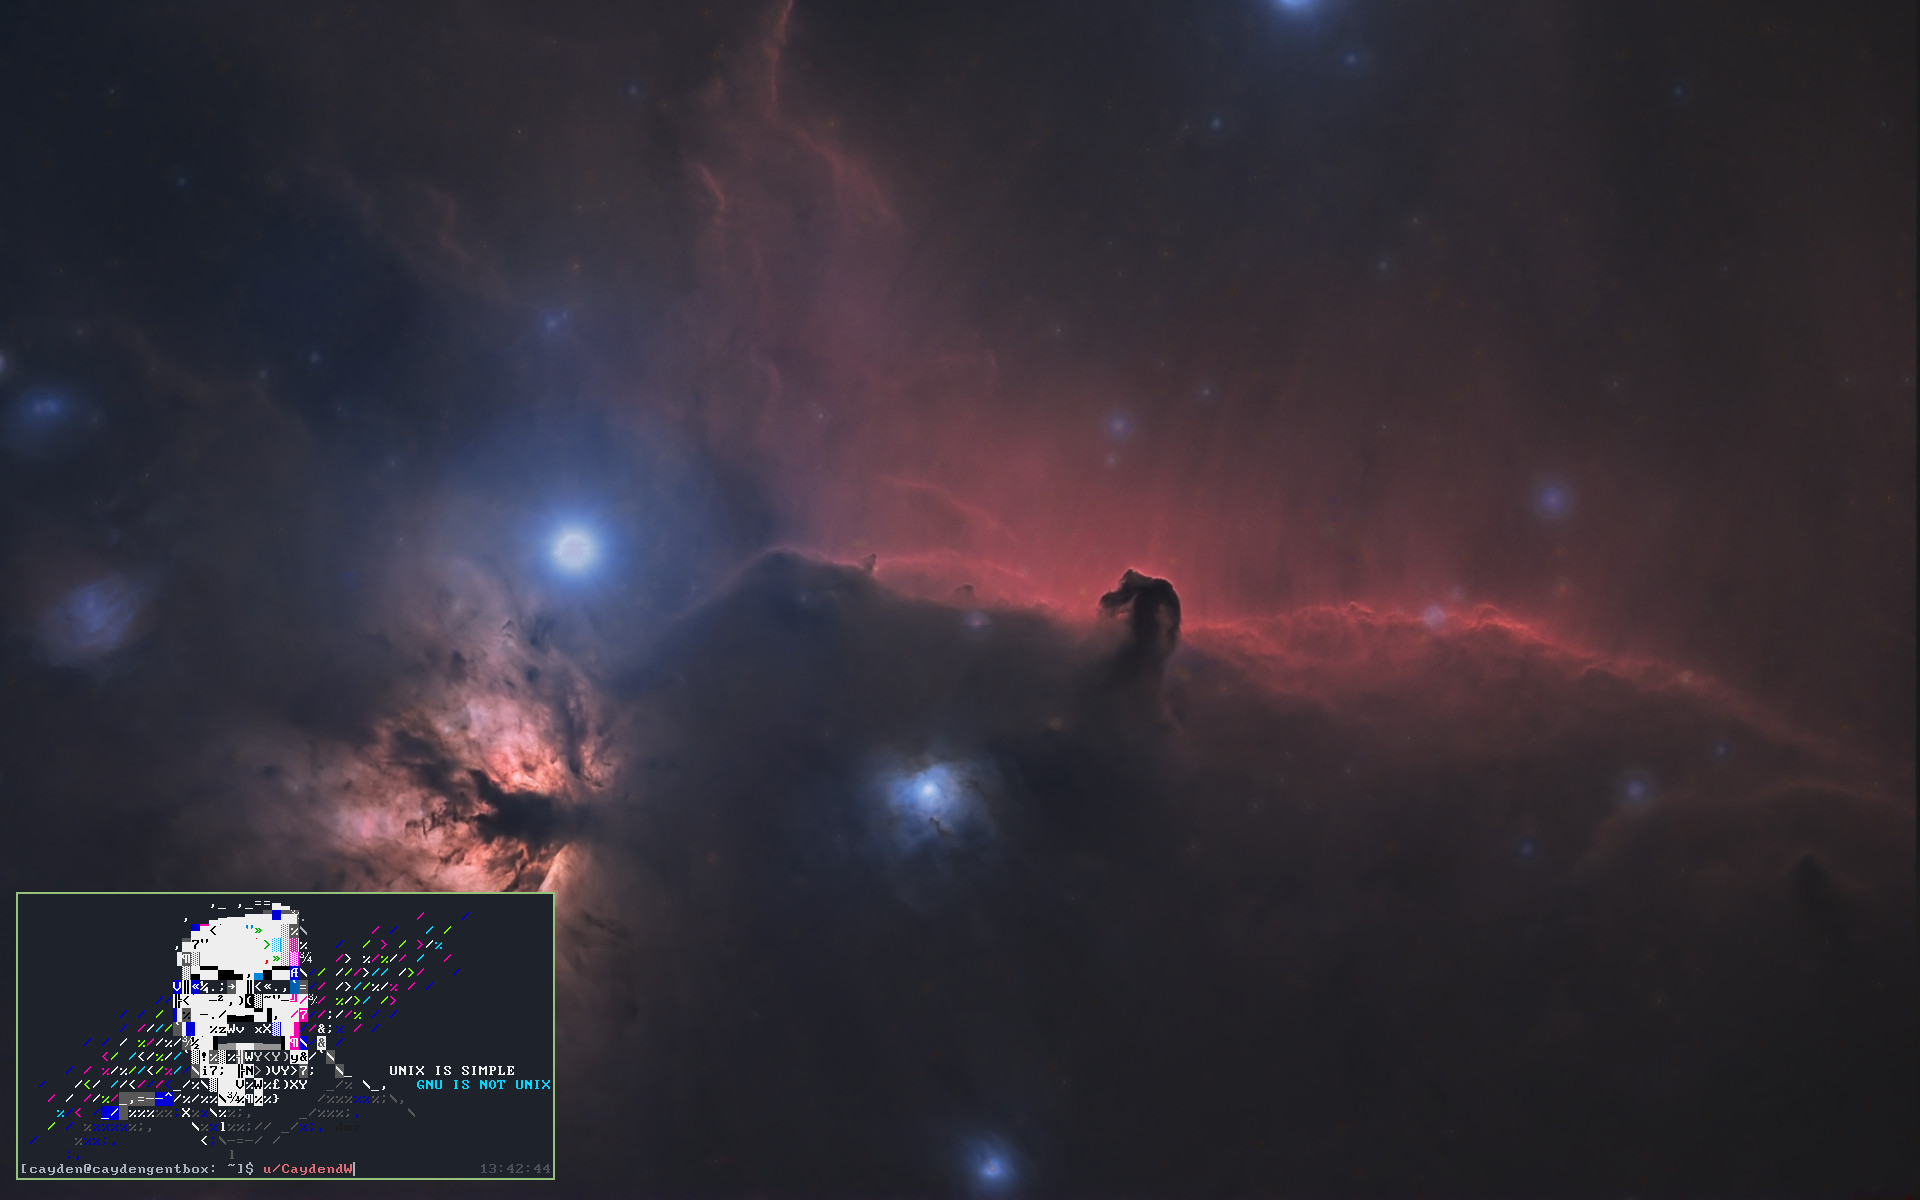 UNIX IS SIMPLE
GNU IS NOT UNIX
[cayden@caydengentbox: ~]$ u/CaydendW
13:42:44